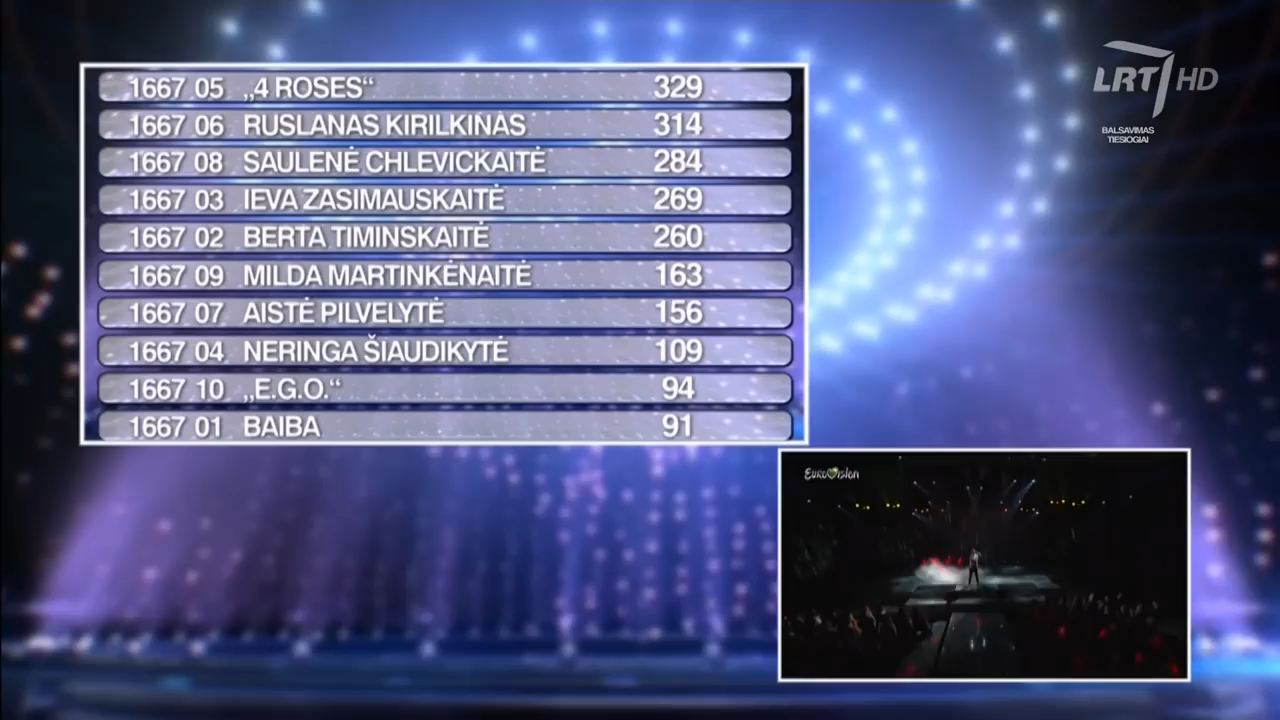 1667 05 „4 ROSES“ 329
1667 06 RUSLANAS KIRILKINAS 314
1667 08 SAULENĖ CHLEVICKAITĖ 284
1667 03 IEVA ZASIMAUSKAITĖ 269
1667 02 BERTA TIMINSKAITĖ 260
1667 09 MILDA MARTINKĖNAITĖ 163
1667 07 AISTĖ PILVELYTĖ 156
1667 04 NERINGA ŠIAUDIKYTĖ 109
1667 10 „E.G.O.“ 94
1667 01 BAIBA 91
LRT HD
BALSAVIMAS
TIESIOGIAI
EUROVISION